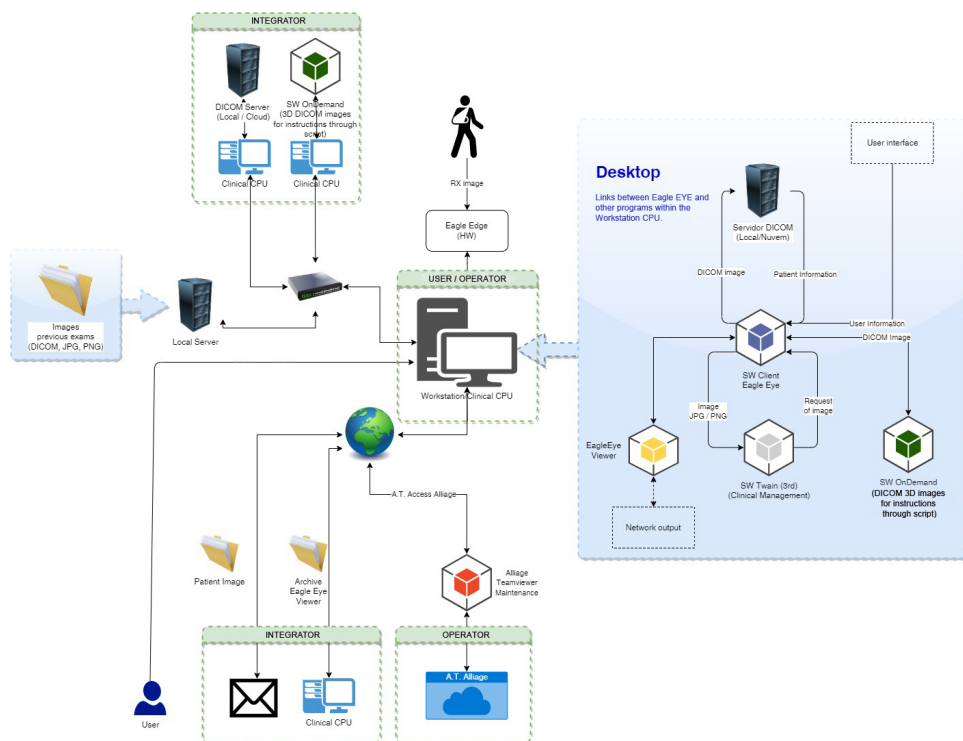 INTEGRATOR
DICOM Server
(Local / Cloud)
SW OnDemand
(3D DICOM images
for instructions through
script)
Clinical CPU
Clinical CPU
RX image
Eagle Edge
(HW)
Images
previous exams
(DICOM, JPG, PNG)
Local Server
USER / OPERATOR
Workstation/Clinical CPU
A.T. Access Alliage
Patient Image
Archive
Eagle Eye
Viewer
Alliage
Teamviewer
Maintenance
INTEGRATOR
Clinical CPU
OPERATOR
A.T. Alliage
User
Desktop
Links between Eagle EYE and
other programs within the
Workstation CPU.
User interface
Servidor DICOM
(Local/Nuvem)
DICOM image
Patient Information
User Information
DICOM Image
SW Client
Eagle Eye
Image
JPG / PNG
Request
of image
EagleEye
Viewer
SW Twain (3rd)
(Clinical Management)
SW OnDemand
(DICOM 3D images
for instructions
through script)
Network output